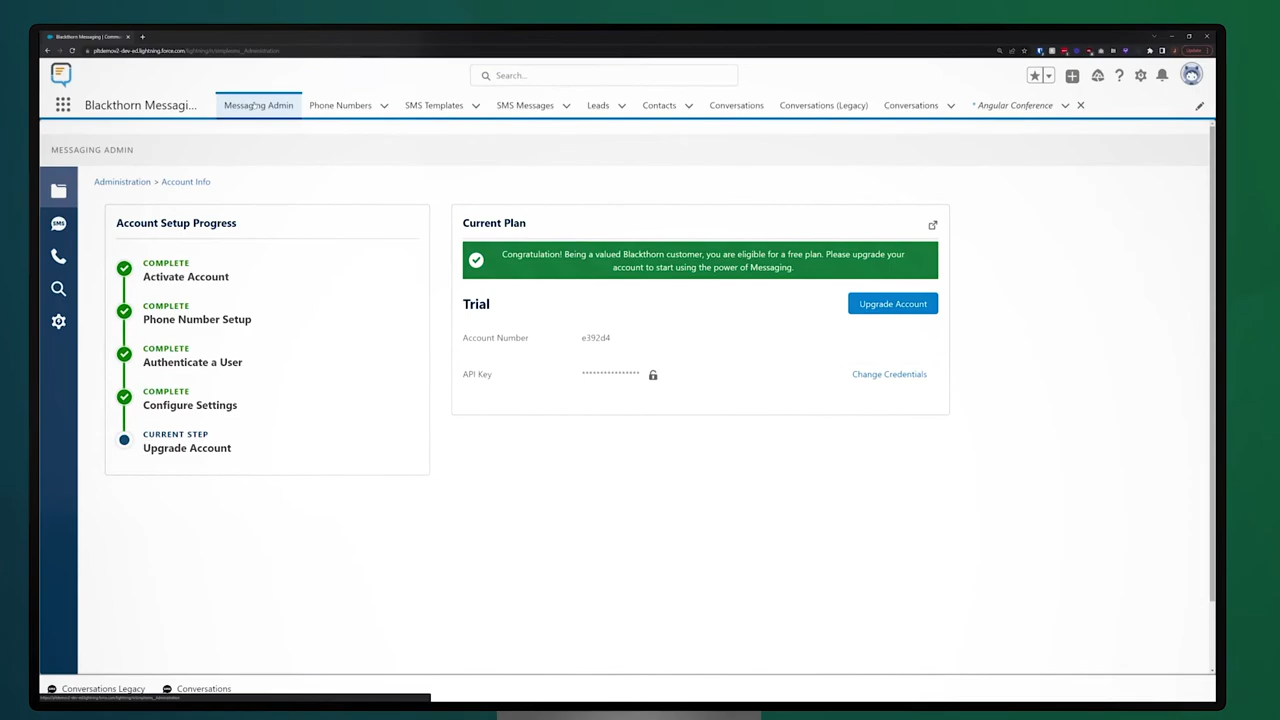 Blackthorn Messaging | Commu
pltdemov2-dev-ed.lightning.force.com
Update
Search...
Blackthorn Messagi...
Messaging Admin
Phone Numbers
SMS Templates
SMS Messages
Leads
Contacts
Conversations
Conversations (Legacy)
Conversations
* Angular Conference
MESSAGING ADMIN
Administration > Account Info
SMS
Account Setup Progress
COMPLETE
Activate Account
COMPLETE
Phone Number Setup
COMPLETE
Authenticate a User
COMPLETE
Configure Settings
CURRENT STEP
Upgrade Account
Current Plan
Congratulation! Being a valued Blackthorn customer, you are eligible for a free plan. Please upgrade your
account to start using the power of Messaging.
Trial
Upgrade Account
Account Number e392d4
API Key ****************
Change Credentials
Conversations Legacy
Conversations